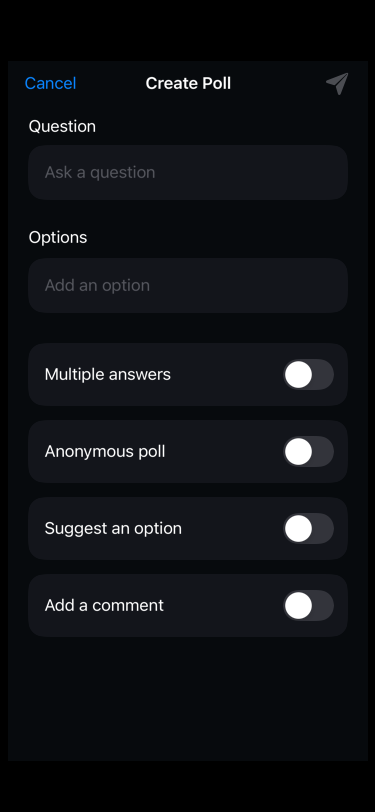 Cancel Create Poll
Question
Ask a question
Options
Add an option
Multiple answers
Anonymous poll
Suggest an option
Add a comment